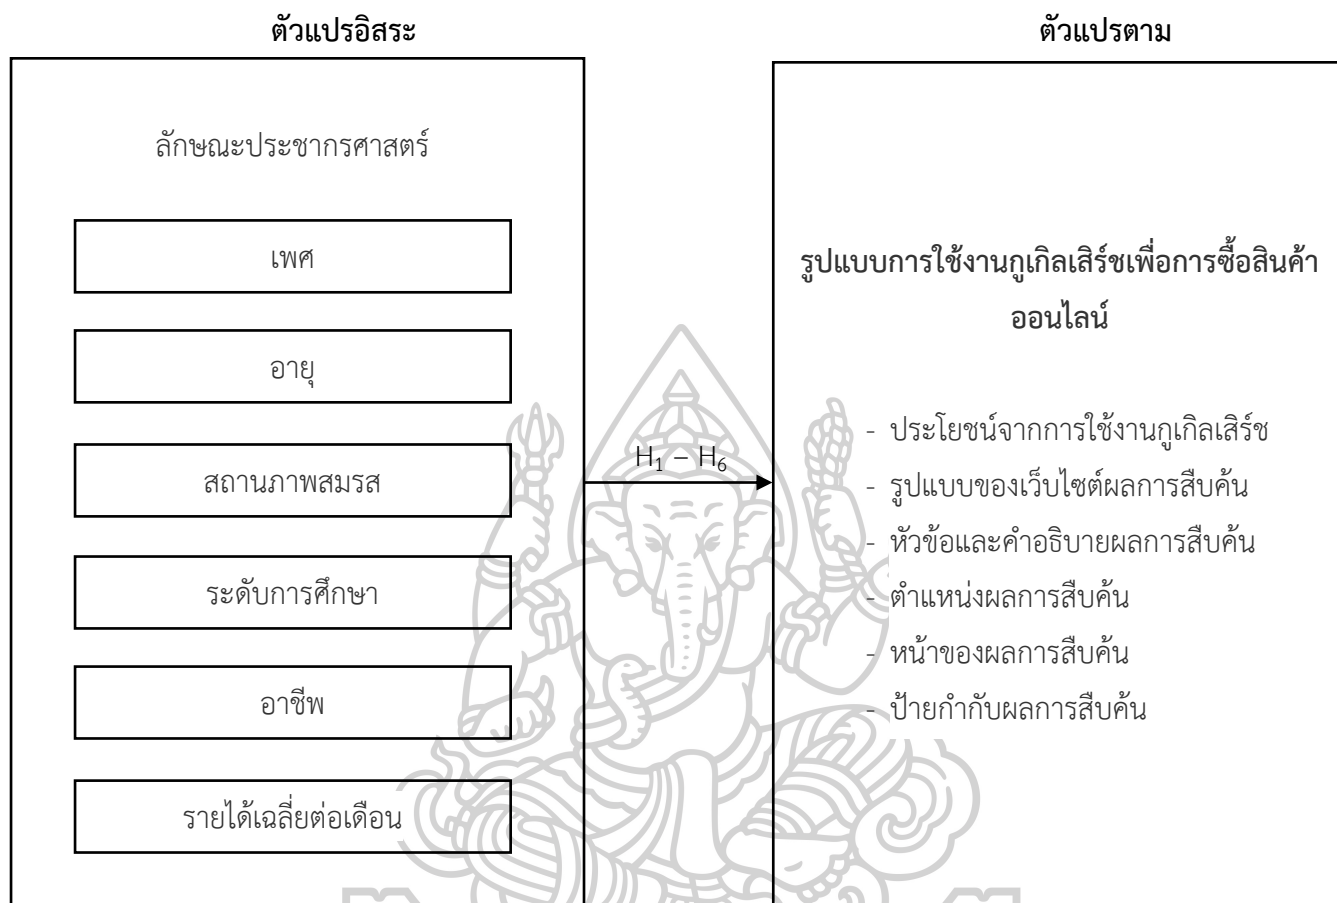 ตัวแปรอิสระ
ตัวแปรตาม
ลักษณะประชากรศาสตร์
เพศ
อายุ
สถานภาพสมรส
ระดับการศึกษา
อาชีพ
รายได้เฉลี่ยต่อเดือน
H₁ – H₆
รูปแบบการใช้งานกูเกิลเสิร์ชเพื่อการซื้อสินค้า
ออนไลน์
- ประโยชน์จากการใช้งานกูเกิลเสิร์ช
- รูปแบบของเว็บไซต์ผลการสืบค้น
- หัวข้อและคำอธิบายผลการสืบค้น
- ตำแหน่งผลการสืบค้น
- หน้าของผลการสืบค้น
- ป้ายกำกับผลการสืบค้น